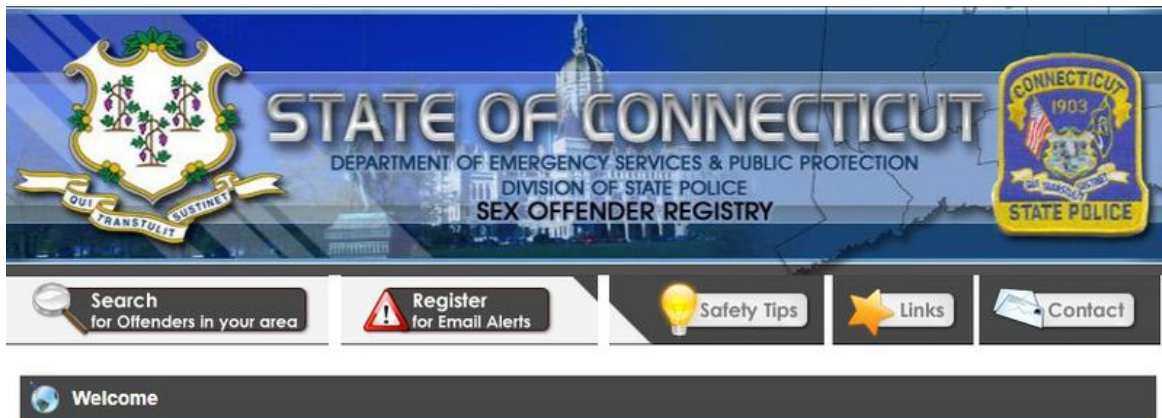 STATE OF CONNECTICUT
DEPARTMENT OF EMERGENCY SERVICES & PUBLIC PROTECTION
DIVISION OF STATE POLICE
SEX OFFENDER REGISTRY
QUI TRANSTULIT SUSTINET
CONNECTICUT
1903
QUI TRANSTULIT SUSTINET
STATE POLICE
Search
for Offenders in your area
Register
for Email Alerts
Safety Tips
Links
Contact
Welcome